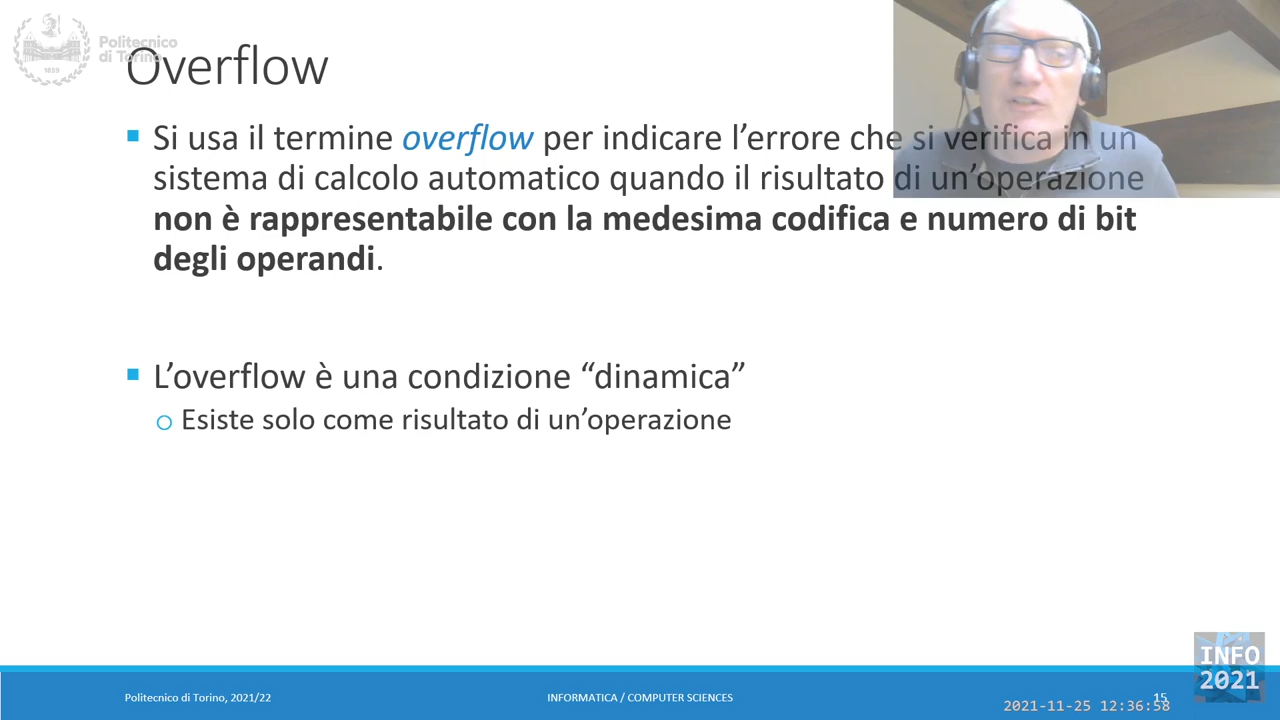 Politecnico
di Torino
1859
Overflow
Si usa il termine overflow per indicare l’errore che si verifica in un
sistema di calcolo automatico quando il risultato di un’operazione
non è rappresentabile con la medesima codifica e numero di bit
degli operandi.
L’overflow è una condizione “dinamica”
Esiste solo come risultato di un’operazione
INFO
2021
Politecnico di Torino, 2021/22
INFORMATICA / COMPUTER SCIENCES
15
2021-11-25 12:36:58